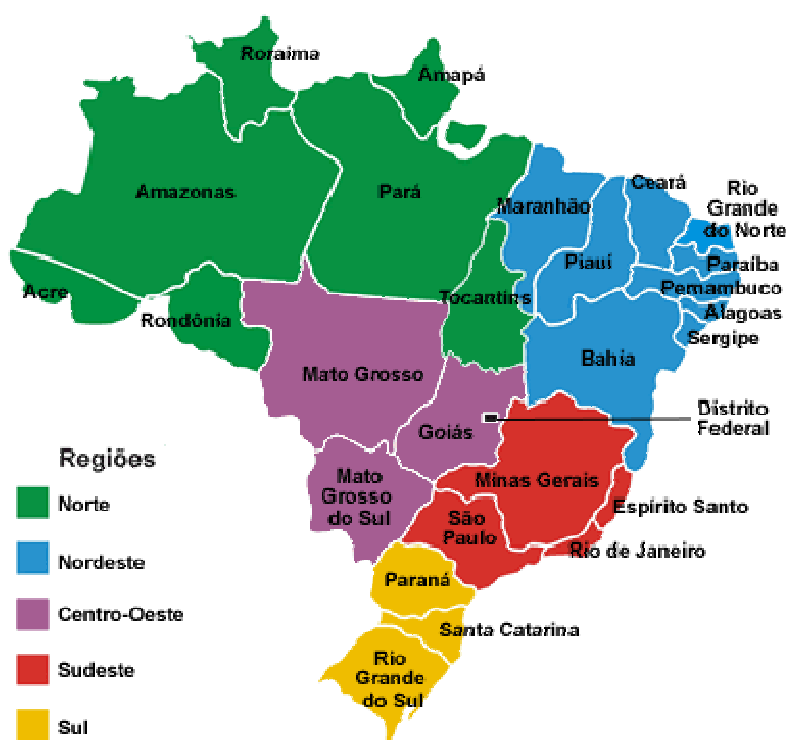 Roraima
Amapá
Amazonas
Pará
Maranhão
Ceará
Rio
Grande
do Norte
Piauí
Paraíba
Pernambuco
Alagoas
Sergipe
Acre
Rondônia
Tocantins
Bahia
Mato Grosso
Goiás
Distrito
Federal
Mato
Grosso
do Sul
Minas Gerais
Espírito Santo
São
Paulo
Rio de Janeiro
Paraná
Santa Catarina
Rio
Grande
do Sul
Regiões
Norte
Nordeste
Centro-Oeste
Sudeste
Sul